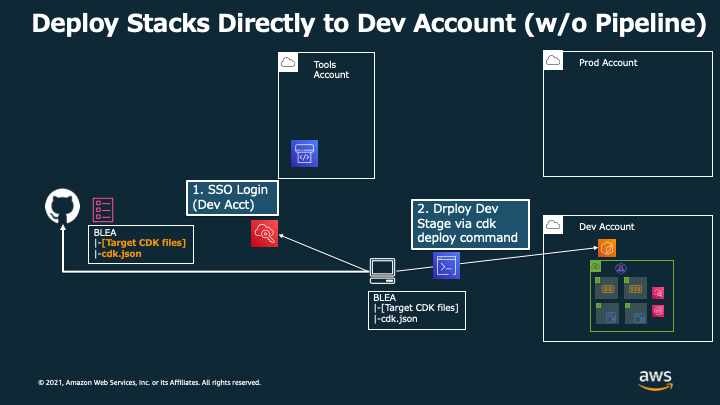 Deploy Stacks Directly to Dev Account (w/o Pipeline)
Tools
Account
Prod Account
1. SSO Login
(Dev Acct)
2. Drploy Dev
Stage via cdk
deploy command
Dev Account
BLEA
|-[Target CDK files]
|-cdk.json
BLEA
|-[Target CDK files]
|-cdk.json
© 2021, Amazon Web Services, Inc. or its Affiliates. All rights reserved.
aws